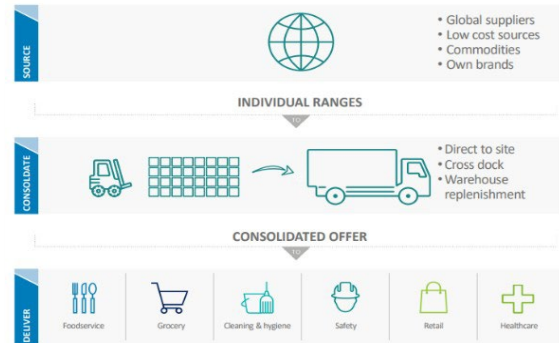 SOURCE
• Global suppliers
• Low cost sources
• Commodities
• Own brands
INDIVIDUAL RANGES
TO
CONSOLDATE
• Direct to site
• Cross dock
• Warehouse
replenishment
CONSOLIDATED OFFER
TO
DELIVER
Foodservice
Grocery
Cleaning & hygiene
Safety
Retail
Healthcare